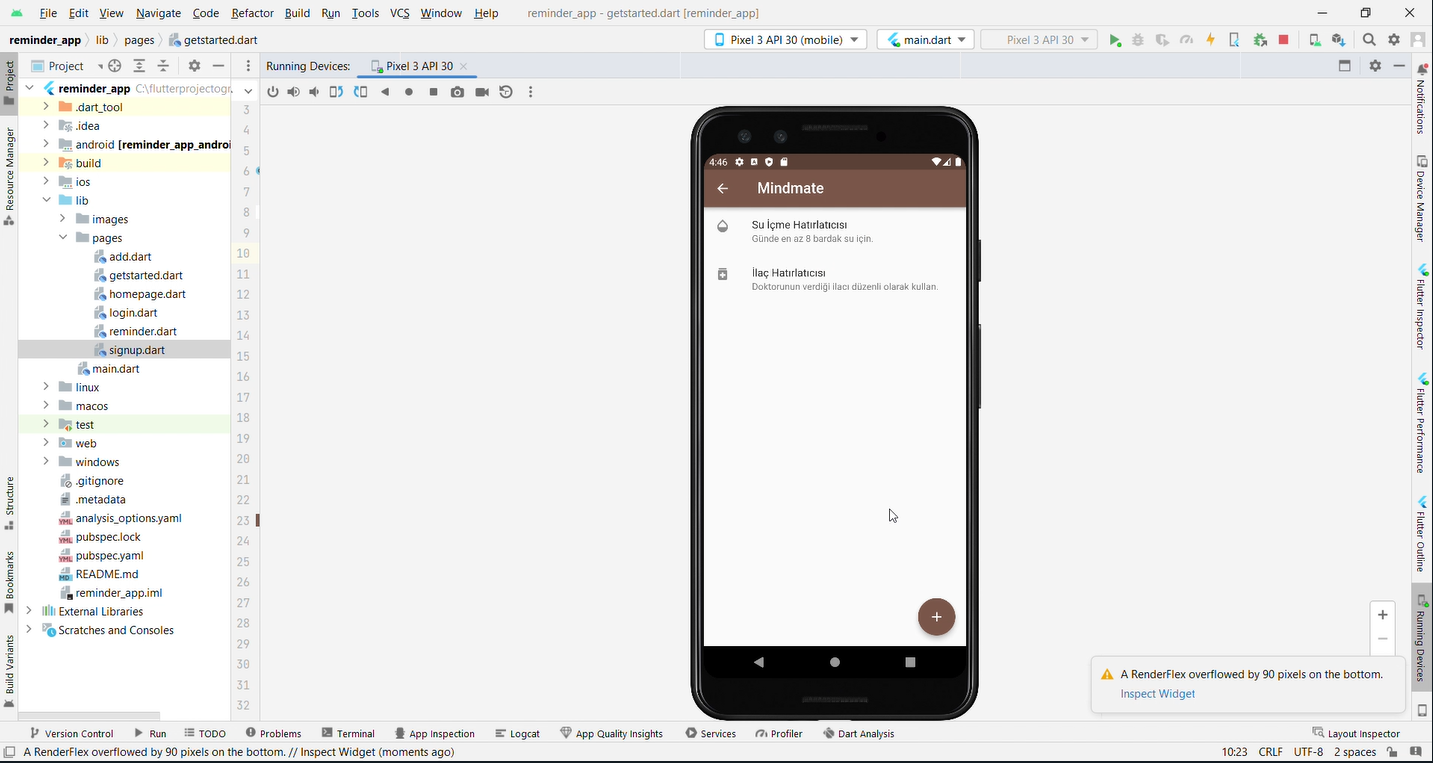 File Edit View Navigate Code Refactor Build Run Tools VCS Window Help reminder_app - getstarted.dart [reminder_app]
reminder_app lib pages getstarted.dart Pixel 3 API 30 (mobile) main.dart Pixel 3 API 30
Project Running Devices: Pixel 3 API 30
reminder_app C:\flutterprojectogr
.dart_tool
.idea
android [reminder_app_androi
build
ios
lib
images
pages
add.dart
getstarted.dart
homepage.dart
login.dart
reminder.dart
signup.dart
main.dart
linux
macos
test
web
windows
.gitignore
.metadata
analysis_options.yaml
pubspec.lock
pubspec.yaml
README.md
reminder_app.iml
External Libraries
Scratches and Consoles
3
4
5
6
7
8
9
10
11
12
13
14
15
16
17
18
19
20
21
22
23
24
25
26
27
28
29
30
31
32
4:46
Mindmate
Su İçme Hatırlatıcısı
Günde en az 8 bardak su için.
İlaç Hatırlatıcısı
Doktorunun verdiği ilacı düzenli olarak kullan.
A RenderFlex overflowed by 90 pixels on the bottom.
Inspect Widget
Project
Resource Manager
Structure
Bookmarks
Build Variants
Notifications
Device Manager
Flutter Inspector
Flutter Performance
Flutter Outline
Running Devices
Version Control Run TODO Problems Terminal App Inspection Logcat App Quality Insights Services Profiler Dart Analysis Layout Inspector
A RenderFlex overflowed by 90 pixels on the bottom. // Inspect Widget (moments ago) 10:23 CRLF UTF-8 2 spaces